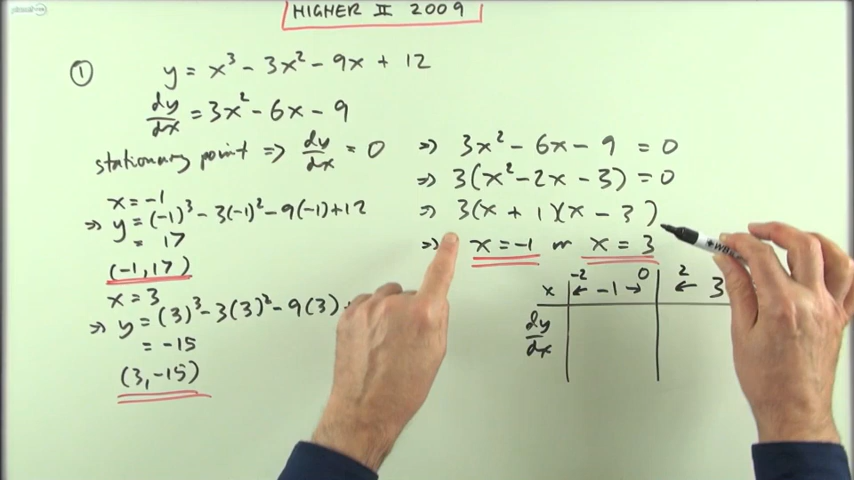 HIGHER II 2009
① y = x³ - 3x² - 9x + 12
dy/dx = 3x² - 6x - 9
stationary point => dy/dx = 0
x = -1
=> y = (-1)³ - 3(-1)² - 9(-1) + 12
= 17
(-1, 17)
x = 3
=> y = (3)³ - 3(3)² - 9(3) +
= -15
(3, -15)
=> 3x² - 6x - 9 = 0
=> 3(x² - 2x - 3) = 0
=> 3(x + 1)(x - 3)
=> x = -1 or x = 3
-2 0 2
x ← -1 → ← 3
dy/dx